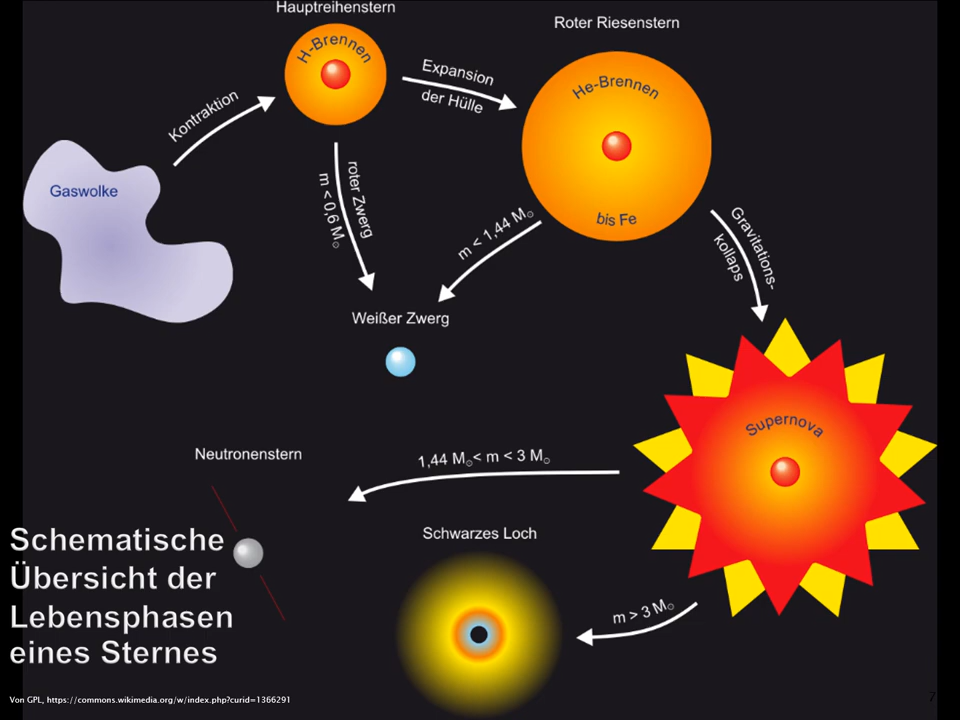 Hauptreihenstern
Roter Riesenstern
H-Brennen
Expansion
der Hülle
He-Brennen
bis Fe
Kontraktion
Gaswolke
roter Zwerg
m < 0,6 M☉
m < 1,44 M☉
Gravitations-
kollaps
Weißer Zwerg
Supernova
Neutronenstern
1,44 M☉< m < 3 M☉
Schwarzes Loch
m > 3 M☉
Schematische
Übersicht der
Lebensphasen
eines Sternes
Von GPL, https://commons.wikimedia.org/w/index.php?curid=1366291
7